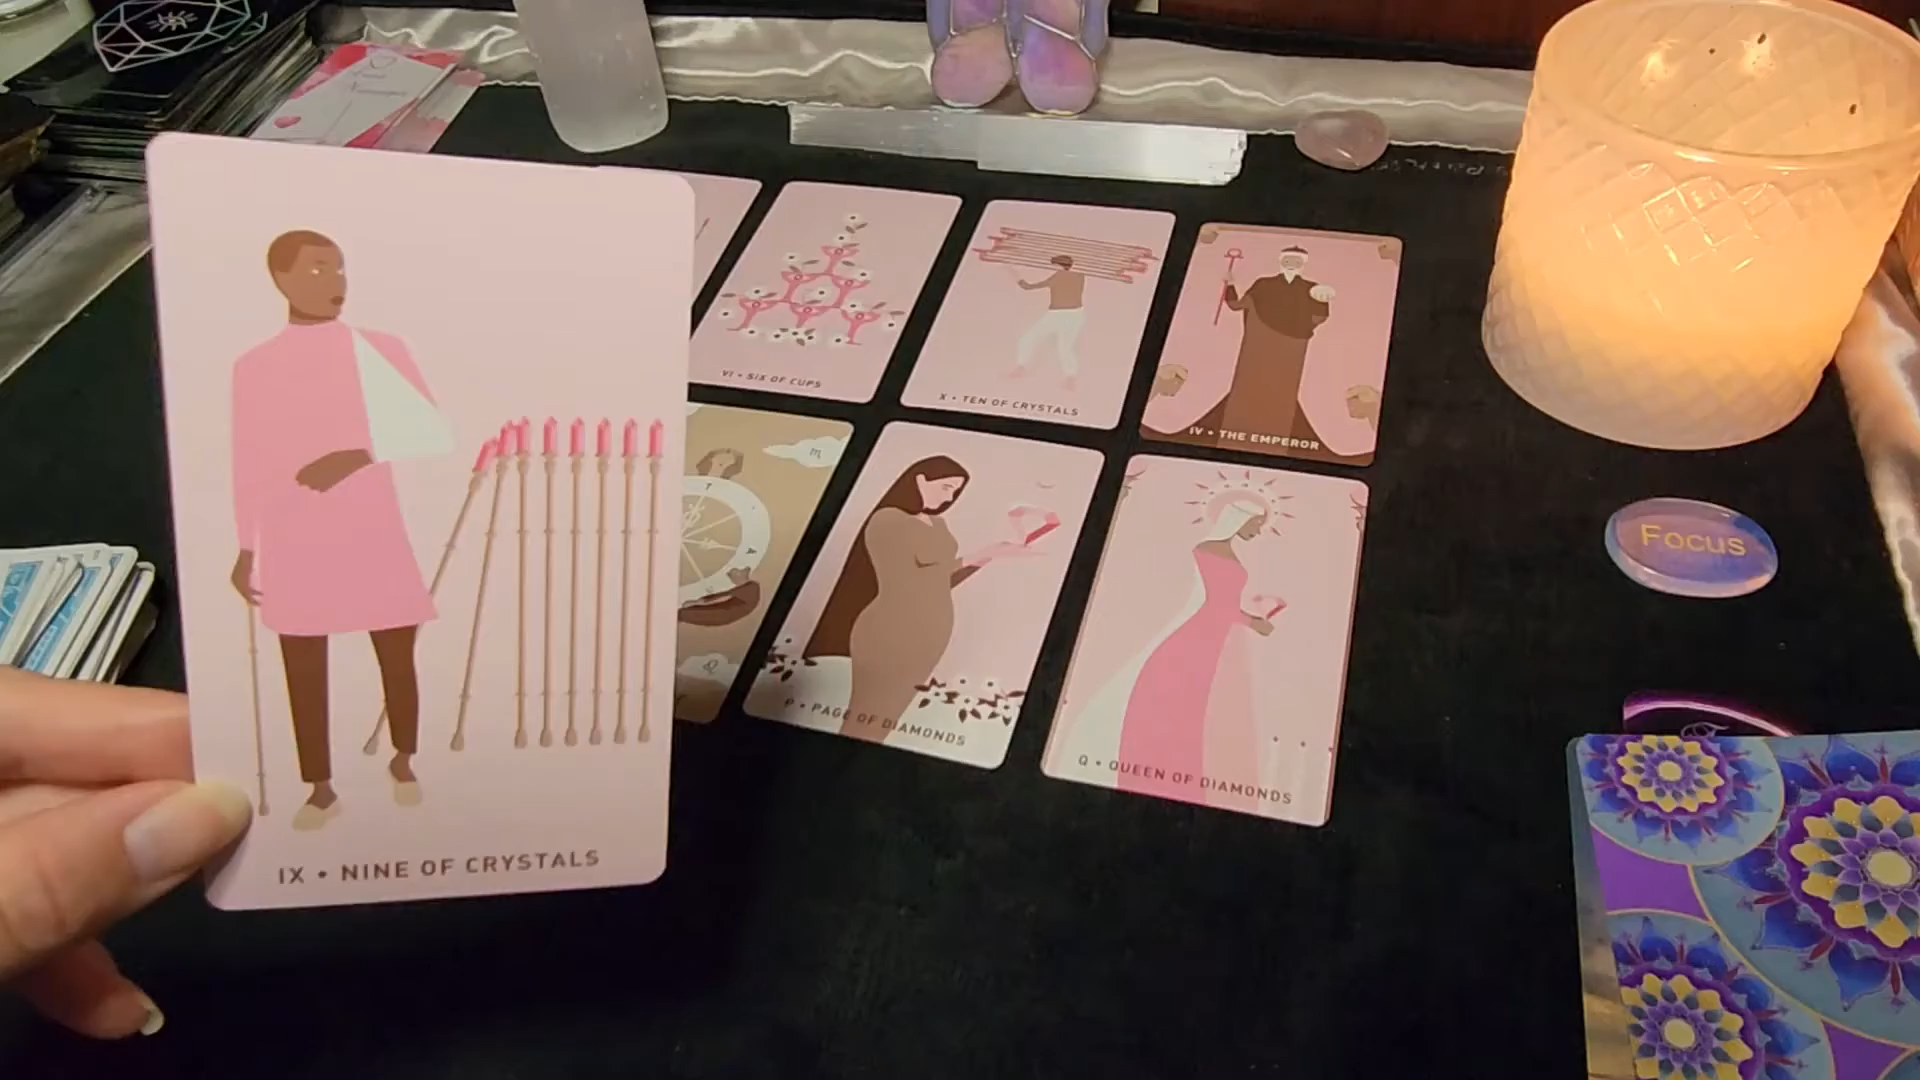 VI • SIX OF CUPS
X • TEN OF CRYSTALS
IV • THE EMPEROR
Focus
P • PAGE OF DIAMONDS
Q • QUEEN OF DIAMONDS
IX • NINE OF CRYSTALS